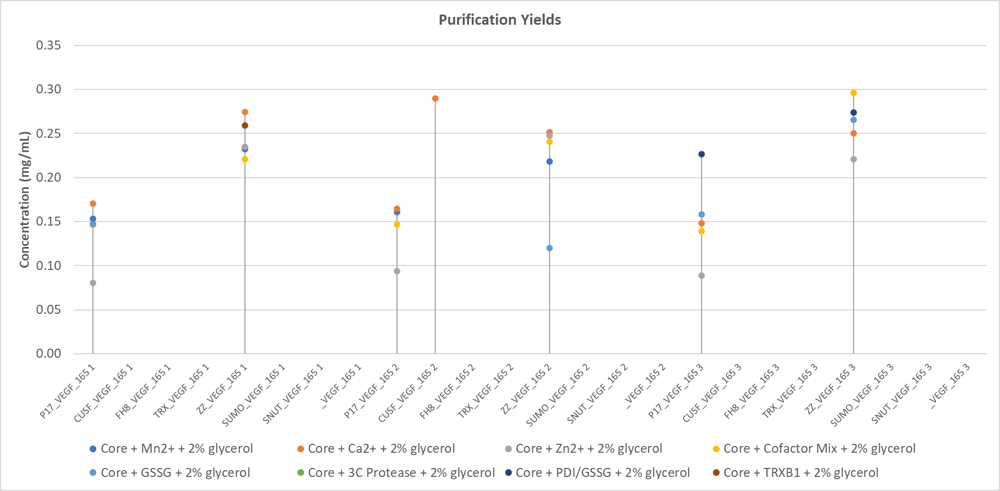 Purification Yields
Concentration (mg/mL)
0.35
0.30
0.25
0.20
0.15
0.10
0.05
0.00
P17_VEGF_165 1
CUSF_VEGF_165 1
FH8_VEGF_165 1
TRX_VEGF_165 1
ZZ_VEGF_165 1
SUMO_VEGF_165 1
SNUT_VEGF_165 1
_VEGF_165 1
P17_VEGF_165 2
CUSF_VEGF_165 2
FH8_VEGF_165 2
TRX_VEGF_165 2
ZZ_VEGF_165 2
SUMO_VEGF_165 2
SNUT_VEGF_165 2
_VEGF_165 2
P17_VEGF_165 3
CUSF_VEGF_165 3
FH8_VEGF_165 3
TRX_VEGF_165 3
ZZ_VEGF_165 3
SUMO_VEGF_165 3
SNUT_VEGF_165 3
_VEGF_165 3
Core + Mn2+ + 2% glycerol
Core + Ca2+ + 2% glycerol
Core + Zn2+ + 2% glycerol
Core + Cofactor Mix + 2% glycerol
Core + GSSG + 2% glycerol
Core + 3C Protease + 2% glycerol
Core + PDI/GSSG + 2% glycerol
Core + TRXB1 + 2% glycerol